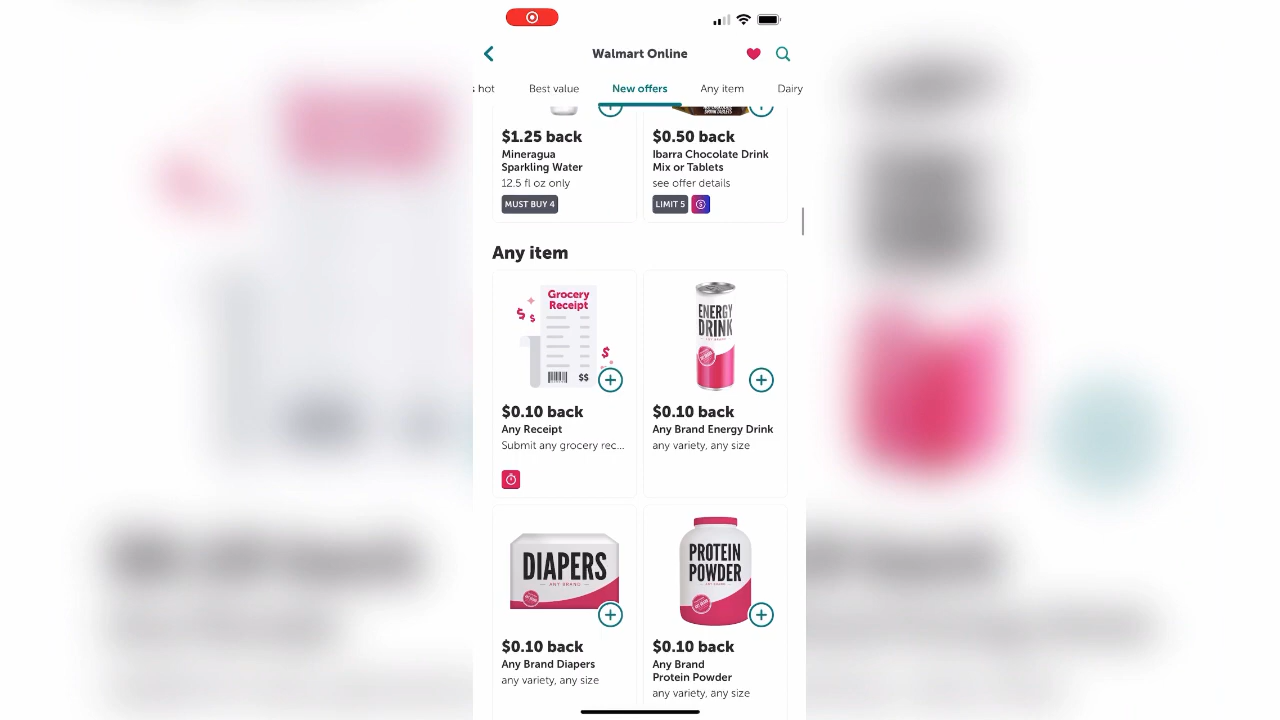 Walmart Online
s hot Best value New offers Any item Dairy
$1.25 back
Mineragua
Sparkling Water
12.5 fl oz only
MUST BUY 4
$0.50 back
Ibarra Chocolate Drink
Mix or Tablets
see offer details
LIMIT 5
Any item
Grocery
Receipt
$ $
$
$$
$0.10 back
Any Receipt
Submit any grocery rec...
ENERGY
DRINK
$0.10 back
Any Brand Energy Drink
any variety, any size
DIAPERS
ANY BRAND
$0.10 back
Any Brand Diapers
any variety, any size
PROTEIN
POWDER
$0.10 back
Any Brand
Protein Powder
any variety, any size